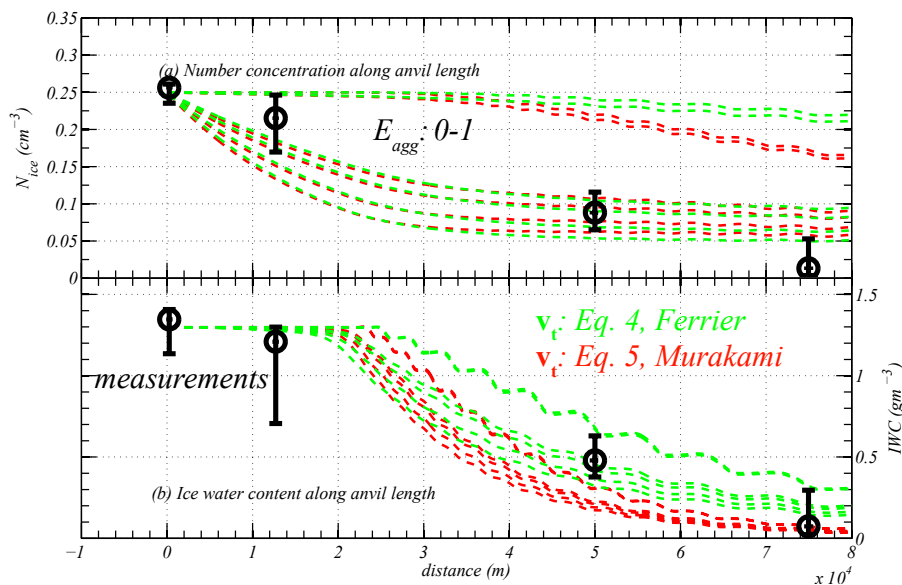 0.35
0.3
(a) Number concentration along anvil length
0.25
0.2
E_agg: 0-1
N_ice (cm^−3)
0.15
0.1
0.05
0
1.5
v_t: Eq. 4, Ferrier
v_t: Eq. 5, Murakami
measurements
1
IWC (gm^−3)
0.5
(b) Ice water content along anvil length
0
−1 0 1 2 3 4 5 6 7 8
distance (m)
x 10^4